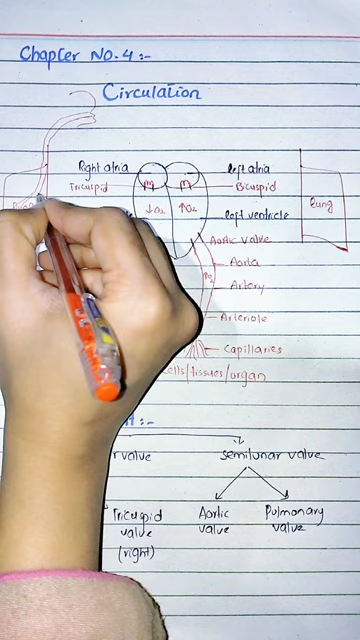 Chapter No.4:-
Circulation
Right atria
left atria
Tricuspid
Bicuspid
lung
↓O2
↑O2
left ventricle
Aortic valve
Aorta
Artery
Arteriole
Capillaries
cells/tissues/organ
r valve
semilunar valve
Tricuspid valve (right)
Aortic valve
Pulmonary valve